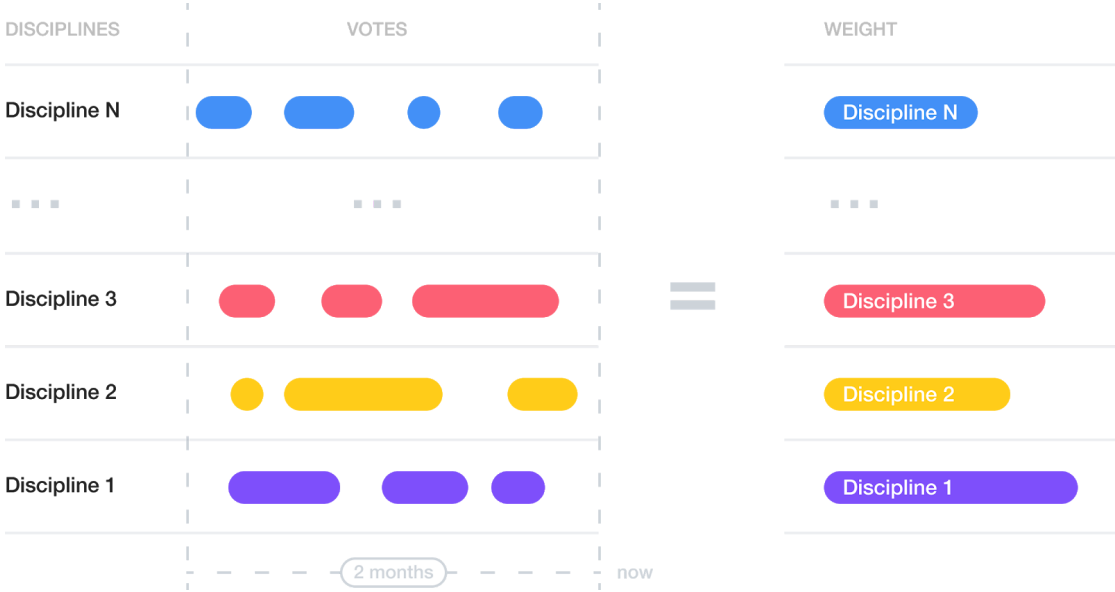 DISCIPLINES VOTES WEIGHT
Discipline N Discipline N
... ... ...
Discipline 3 Discipline 3
Discipline 2 Discipline 2
Discipline 1 Discipline 1
2 months now